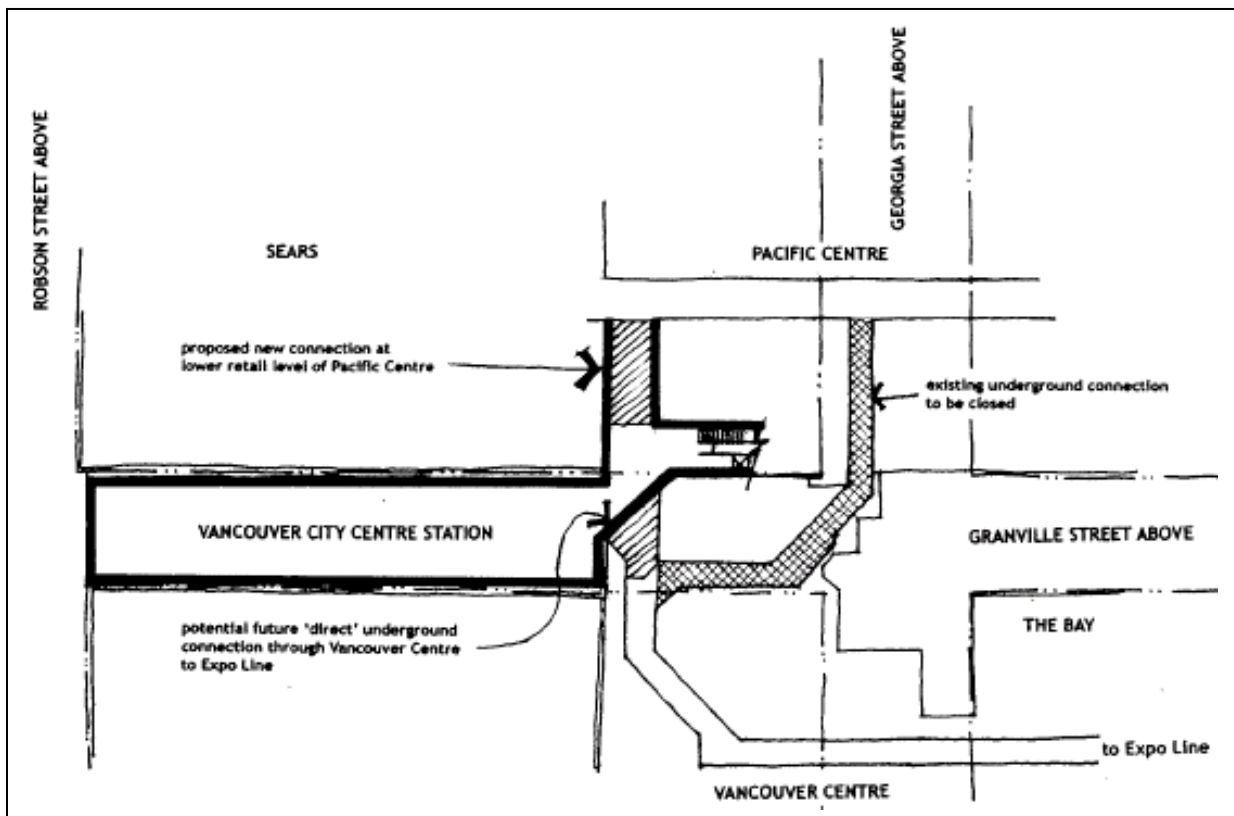 ROBSON STREET ABOVE
GEORGIA STREET ABOVE
SEARS
PACIFIC CENTRE
proposed new connection at
lower retail level of Pacific Centre
existing underground connection
to be closed
VANCOUVER CITY CENTRE STATION
GRANVILLE STREET ABOVE
THE BAY
potential future 'direct' underground
connection through Vancouver Centre
to Expo Line
to Expo Line
VANCOUVER CENTRE